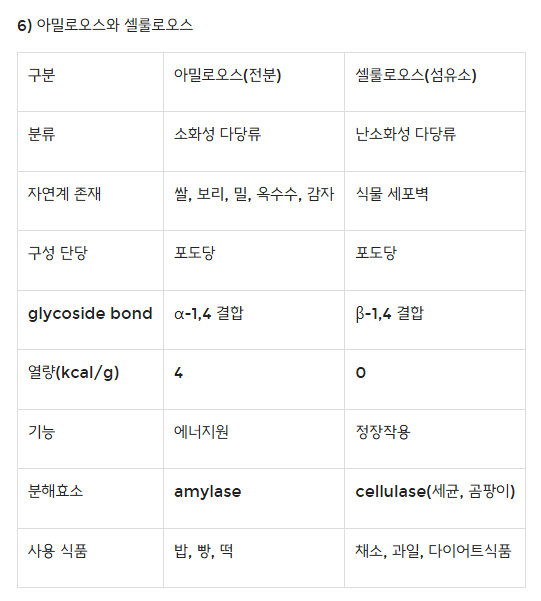 6) 아밀로오스와 셀룰로오스
구분 아밀로오스(전분) 셀룰로오스(섬유소)
분류 소화성 다당류 난소화성 다당류
자연계 존재 쌀, 보리, 밀, 옥수수, 감자 식물 세포벽
구성 단당 포도당 포도당
glycoside bond α-1,4 결합 β-1,4 결합
열량(kcal/g) 4 0
기능 에너지원 정장작용
분해효소 amylase cellulase(세균, 곰팡이)
사용 식품 밥, 빵, 떡 채소, 과일, 다이어트식품